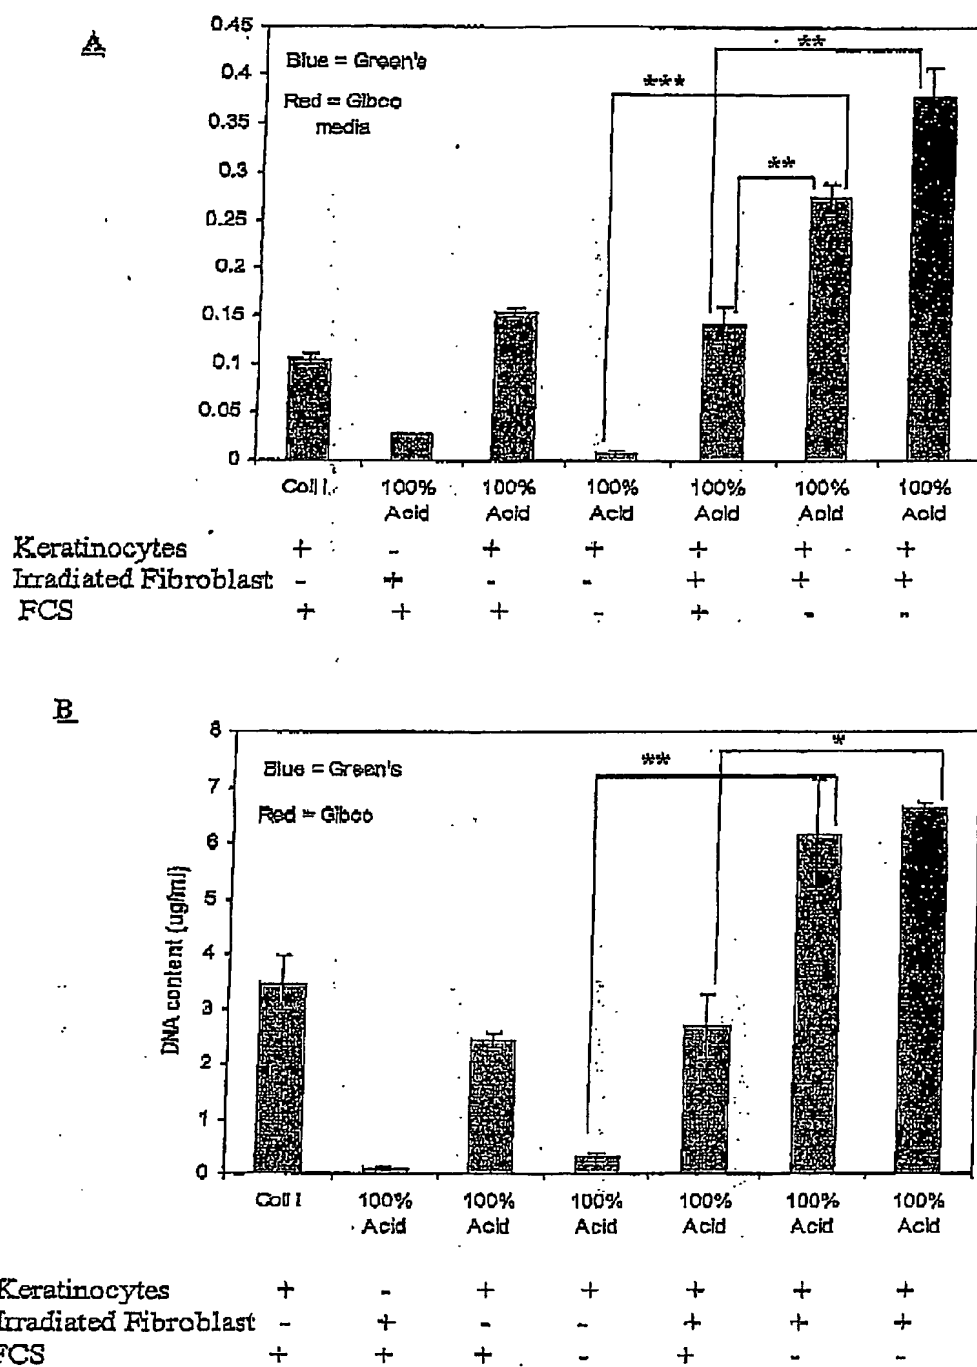 A
0.45
0.4
0.35
0.3
0.25
0.2
0.15
0.1
0.05
0
Blue = Green's
Red = Gibco
media
***
**
**
Coll I 100% 100% 100% 100% 100% 100%
Acid Acid Acid Acid Acid Acid
Keratinocytes + - + + + + +
Irradiated Fibroblast - + - - + + +
FCS + + + - + - -
B
8
7
6
5
4
3
2
1
0
DNA content (ug/ml)
Blue = Green's
Red = Gibco
**
*
Coll I 100% 100% 100% 100% 100% 100%
Acid Acid Acid Acid Acid Acid
Keratinocytes + - + + + + +
Irradiated Fibroblast - + - - + + +
FCS + + + - + - -